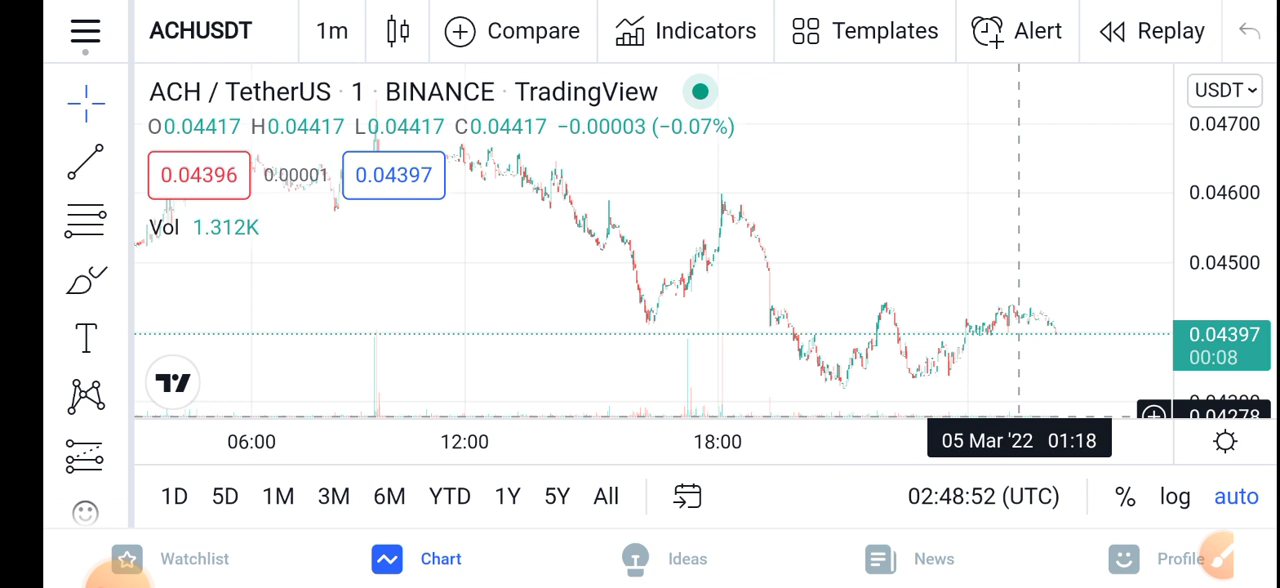 ACHUSDT 1m Compare Indicators Templates Alert Replay
ACH / TetherUS · 1 · BINANCE · TradingView
USDT
O0.04417 H0.04417 L0.04417 C0.04417 −0.00003 (−0.07%)
0.04700
0.04396 0.00001 0.04397
0.04600
Vol 1.312K
0.04500
0.04397
00:08
0.04278
06:00 12:00 18:00 05 Mar '22 01:18
1D 5D 1M 3M 6M YTD 1Y 5Y All 02:48:52 (UTC) % log auto
Watchlist Chart Ideas News Profile